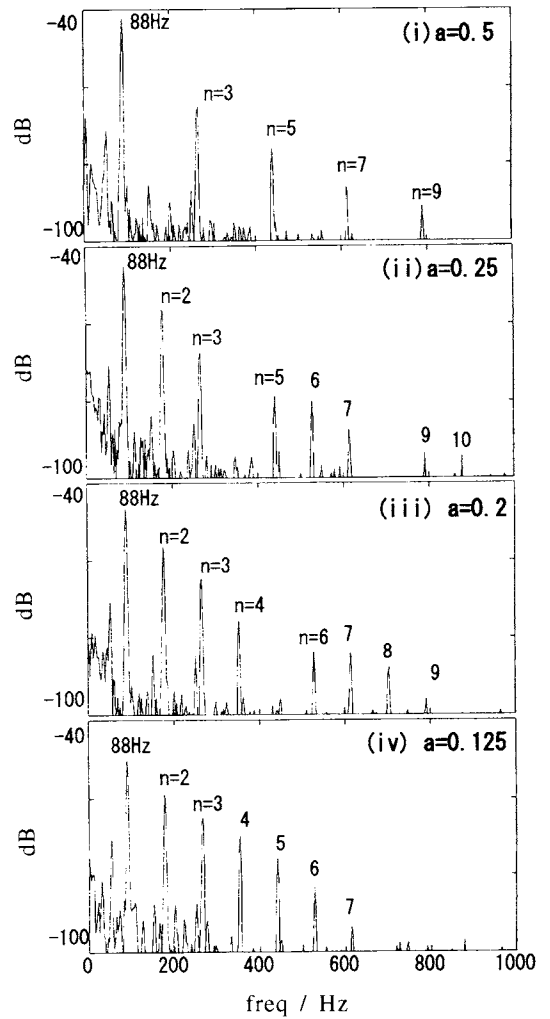 -40
88Hz
(i)a=0.5
n=3
dB
n=5
n=7
n=9
-100
-40
88Hz
(ii)a=0.25
n=2
n=3
dB
n=5 6
7
9 10
-100
-40
88Hz
(iii) a=0.2
n=2
n=3
dB
n=4
n=6 7
8
9
-100
-40
88Hz
(iv) a=0.125
n=2
n=3
4
dB
5
6
7
-100
0 200 400 600 800 1000
freq / Hz